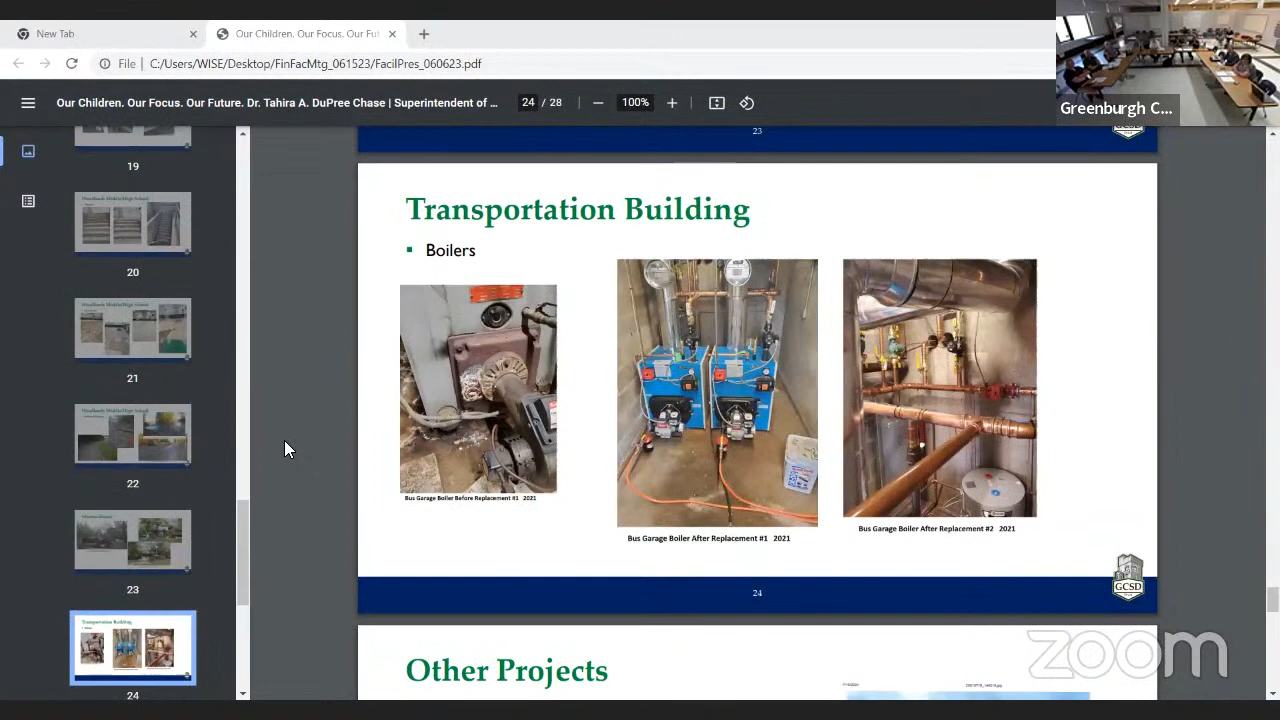 New Tab
Our Children. Our Focus. Our Fut
File
C:/Users/WISE/Desktop/FinFacMtg_061523/FacilPres_060623.pdf
Our Children. Our Focus. Our Future. Dr. Tahira A. DuPree Chase | Superintendent of ...
24 / 28
100%
Greenburgh C...
19
20
21
22
23
24
23
Transportation Building
Boilers
Bus Garage Boiler Before Replacement #1 2021
Bus Garage Boiler After Replacement #1 2021
Bus Garage Boiler After Replacement #2 2021
GCSD
24
Other Projects
zoom